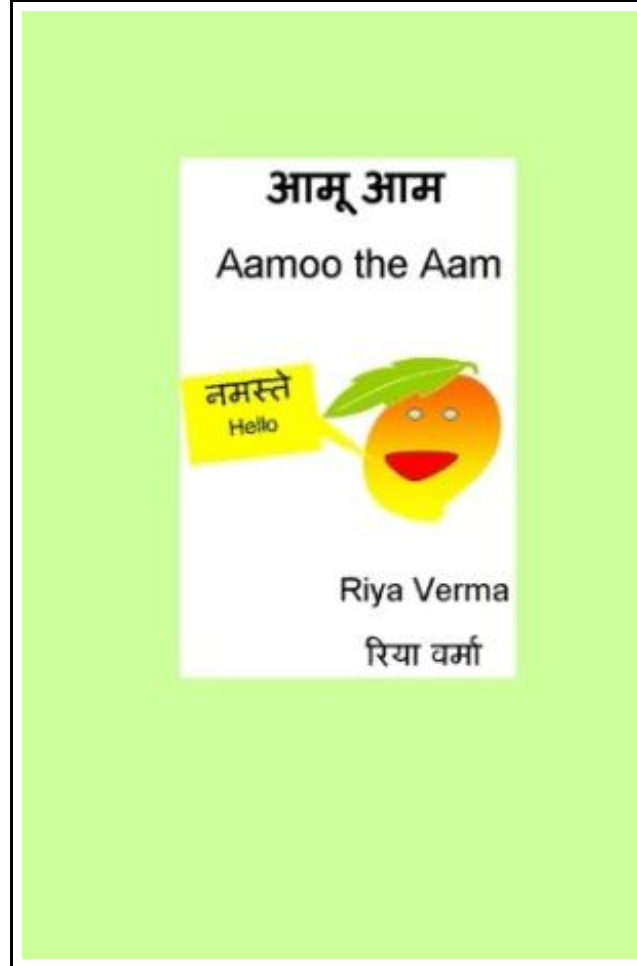 आमू आम
Aamoo the Aam
नमस्ते
Hello
Riya Verma
रिया वर्मा